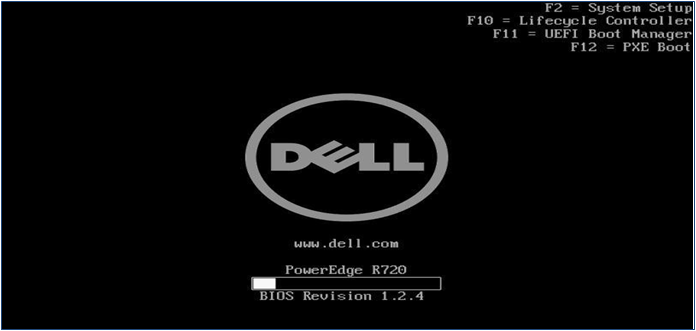 F2 = System Setup
F10 = Lifecycle Controller
F11 = UEFI Boot Manager
F12 = PXE Boot
DELL
www.dell.com
PowerEdge R720
BIOS Revision 1.2.4